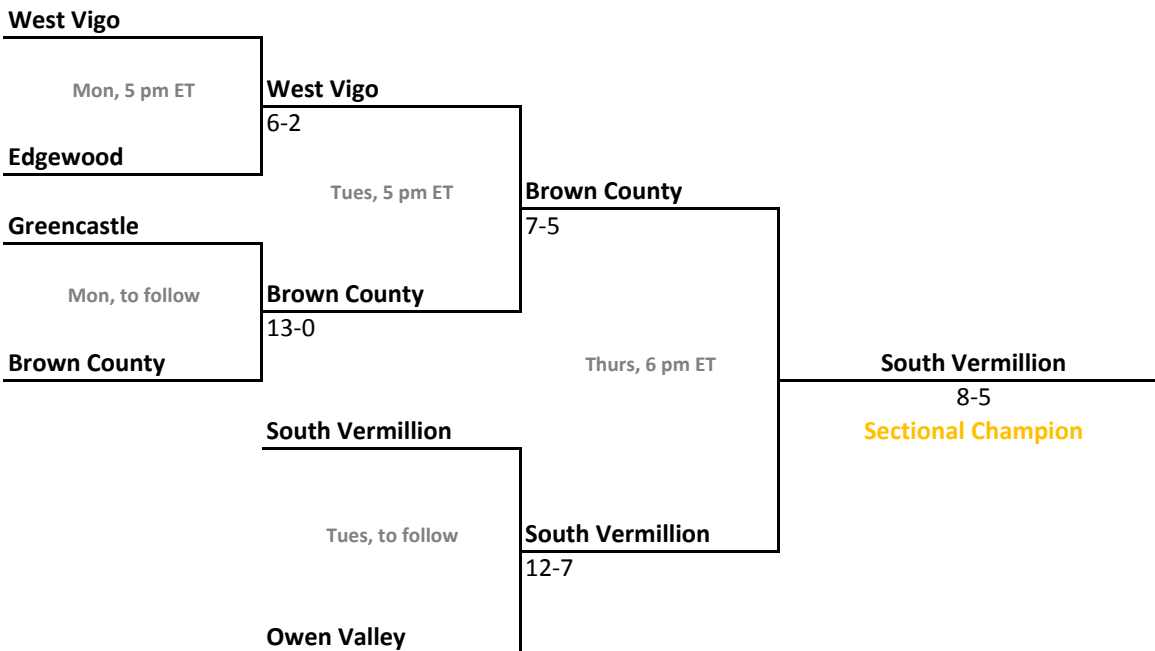 West Vigo
Mon, 5 pm ET
West Vigo
6-2
Edgewood
Tues, 5 pm ET
Brown County
7-5
Greencastle
Mon, to follow
Brown County
13-0
Brown County
Thurs, 6 pm ET
South Vermillion
8-5
Sectional Champion
South Vermillion
Tues, to follow
South Vermillion
12-7
Owen Valley